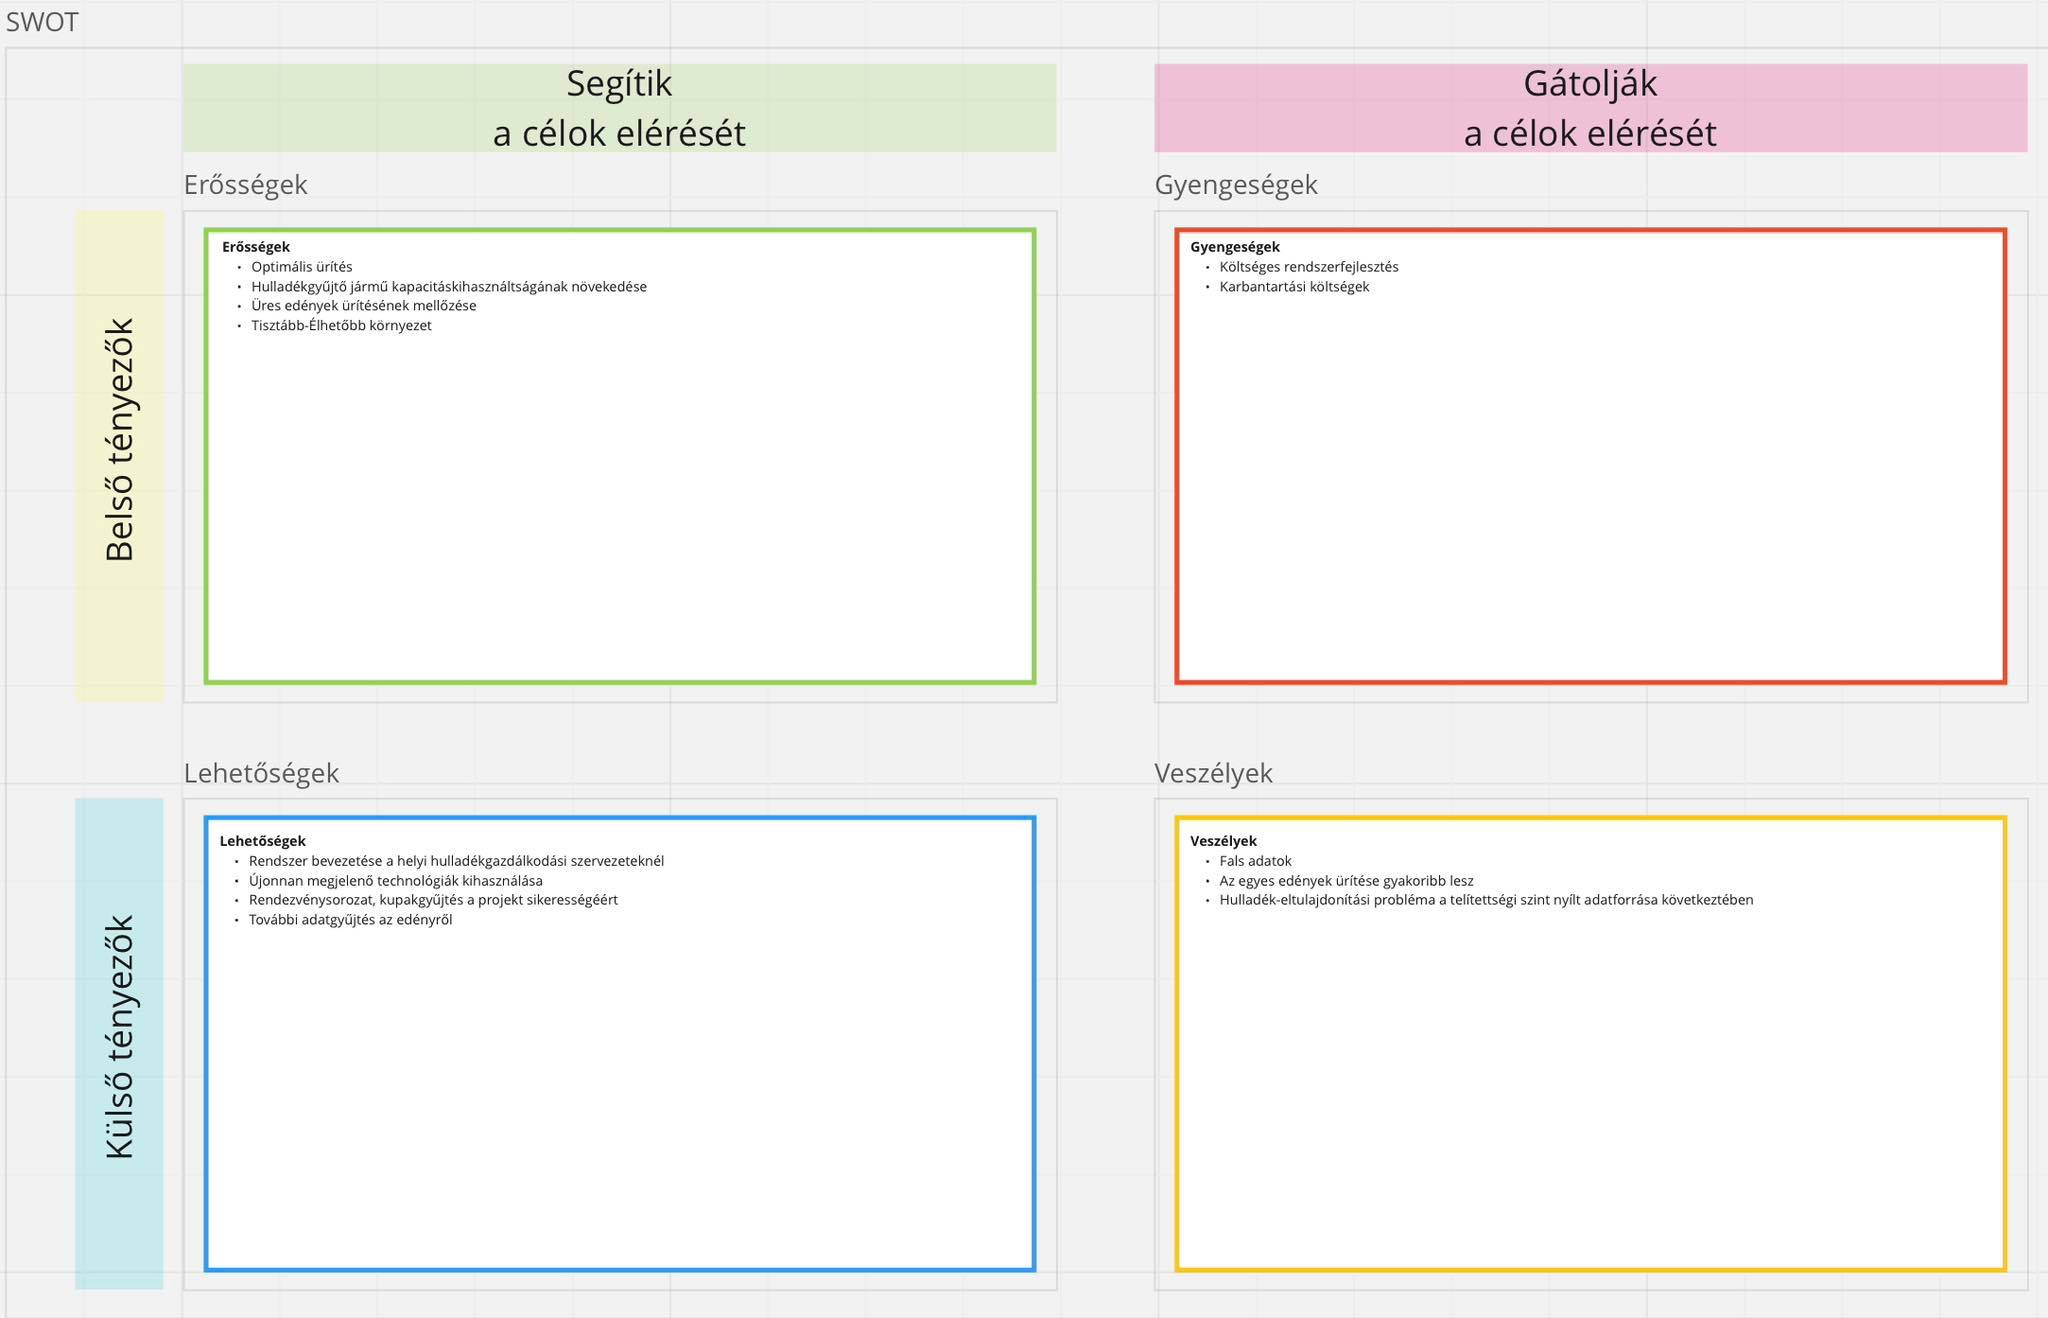 SWOT
Segítik
a célok elérését
Gátolják
a célok elérését
Belső tényezők
Erősségek
Erősségek
• Optimális ürítés
• Hulladékgyűjtő jármű kapacitáskihasználtságának növekedése
• Üres edények ürítésének mellőzése
• Tisztább-Élhetőbb környezet
Gyengeségek
Gyengeségek
• Költséges rendszerfejlesztés
• Karbantartási költségek
Külső tényezők
Lehetőségek
Lehetőségek
• Rendszer bevezetése a helyi hulladékgazdálkodási szervezeteknél
• Újonnan megjelenő technológiák kihasználása
• Rendezvénysorozat, kupakgyűjtés a projekt sikerességéért
• További adatgyűjtés az edényről
Veszélyek
Veszélyek
• Fals adatok
• Az egyes edények ürítése gyakoribb lesz
• Hulladék-eltulajdonítási probléma a telítettségi szint nyílt adatforrása következtében